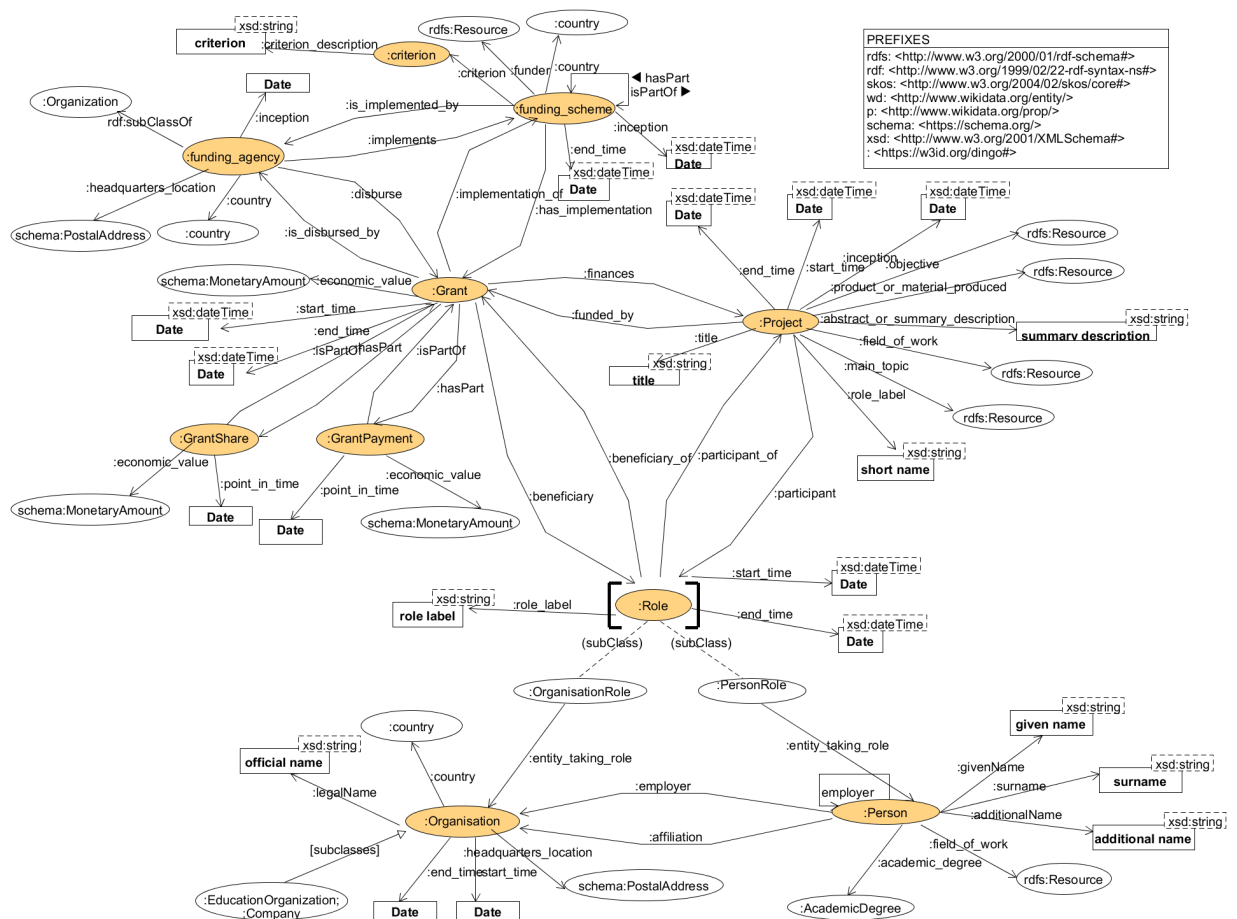 xsd:string
criterion
:criterion_description
:criterion
rdfs:Resource
:country
:criterion
:funder
:country
◀ hasPart
isPartOf ▶
:funding_scheme
PREFIXES
rdfs: <http://www.w3.org/2000/01/rdf-schema#>
rdf: <http://www.w3.org/1999/02/22-rdf-syntax-ns#>
skos: <http://www.w3.org/2004/02/skos/core#>
wd: <http://www.wikidata.org/entity/>
p: <http://www.wikidata.org/prop/>
schema: <https://schema.org/>
xsd: <http://www.w3.org/2001/XMLSchema#>
: <https://w3id.org/dingo#>
Date
:Organization
:inception
rdf:subClassOf
:is_implemented_by
:implements
:inception
xsd:dateTime
Date
:end_time
xsd:dateTime
Date
:funding_agency
:headquarters_location
schema:PostalAddress
:country
:country
:disburse
:is_disbursed_by
:implementation_of
:has_implementation
xsd:dateTime
Date
xsd:dateTime
Date
xsd:dateTime
Date
rdfs:Resource
rdfs:Resource
:end_time
:start_time
:inception
:objective
:product_or_material_produced
schema:MonetaryAmount
:economic_value
:Grant
:finances
:funded_by
:Project
:abstract_or_summary_description
xsd:string
summary description
:start_time
xsd:dateTime
Date
:end_time
xsd:dateTime
Date
:isPartOf
:hasPart
:isPartOf
:hasPart
:title
xsd:string
title
:field_of_work
rdfs:Resource
:main_topic
rdfs:Resource
:role_label
xsd:string
short name
:GrantShare
:GrantPayment
:economic_value
schema:MonetaryAmount
:point_in_time
Date
:point_in_time
Date
:economic_value
schema:MonetaryAmount
:beneficiary_of
:participant_of
:beneficiary
:participant
:Role
:start_time
xsd:dateTime
Date
:end_time
xsd:dateTime
Date
:role_label
xsd:string
role label
(subClass)
(subClass)
:OrganisationRole
:PersonRole
:country
xsd:string
official name
:legalName
:country
:entity_taking_role
:entity_taking_role
:Organisation
:employer
:affiliation
employer
:Person
xsd:string
given name
:givenName
xsd:string
surname
:surname
xsd:string
additional name
:additionalName
[subclasses]
:EducationOrganization;
:Company
:end_time
Date
:start_time
Date
:headquarters_location
schema:PostalAddress
:field_of_work
rdfs:Resource
:academic_degree
:AcademicDegree